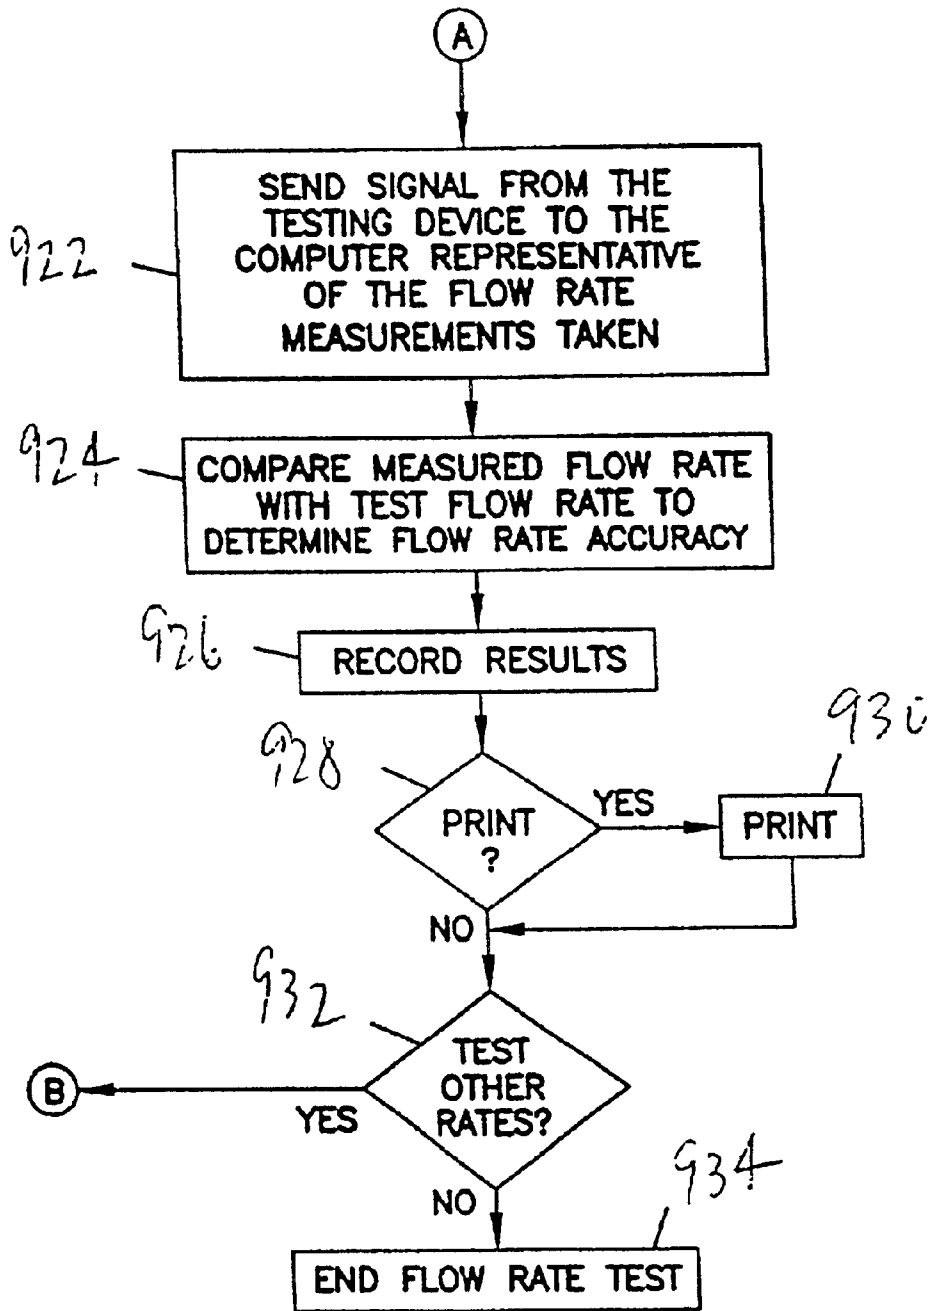 A
SEND SIGNAL FROM THE
TESTING DEVICE TO THE
COMPUTER REPRESENTATIVE
OF THE FLOW RATE
MEASUREMENTS TAKEN
922
COMPARE MEASURED FLOW RATE
WITH TEST FLOW RATE TO
DETERMINE FLOW RATE ACCURACY
924
RECORD RESULTS
926
928
PRINT
?
YES
930
PRINT
NO
932
TEST
OTHER
RATES?
B
YES
NO
934
END FLOW RATE TEST